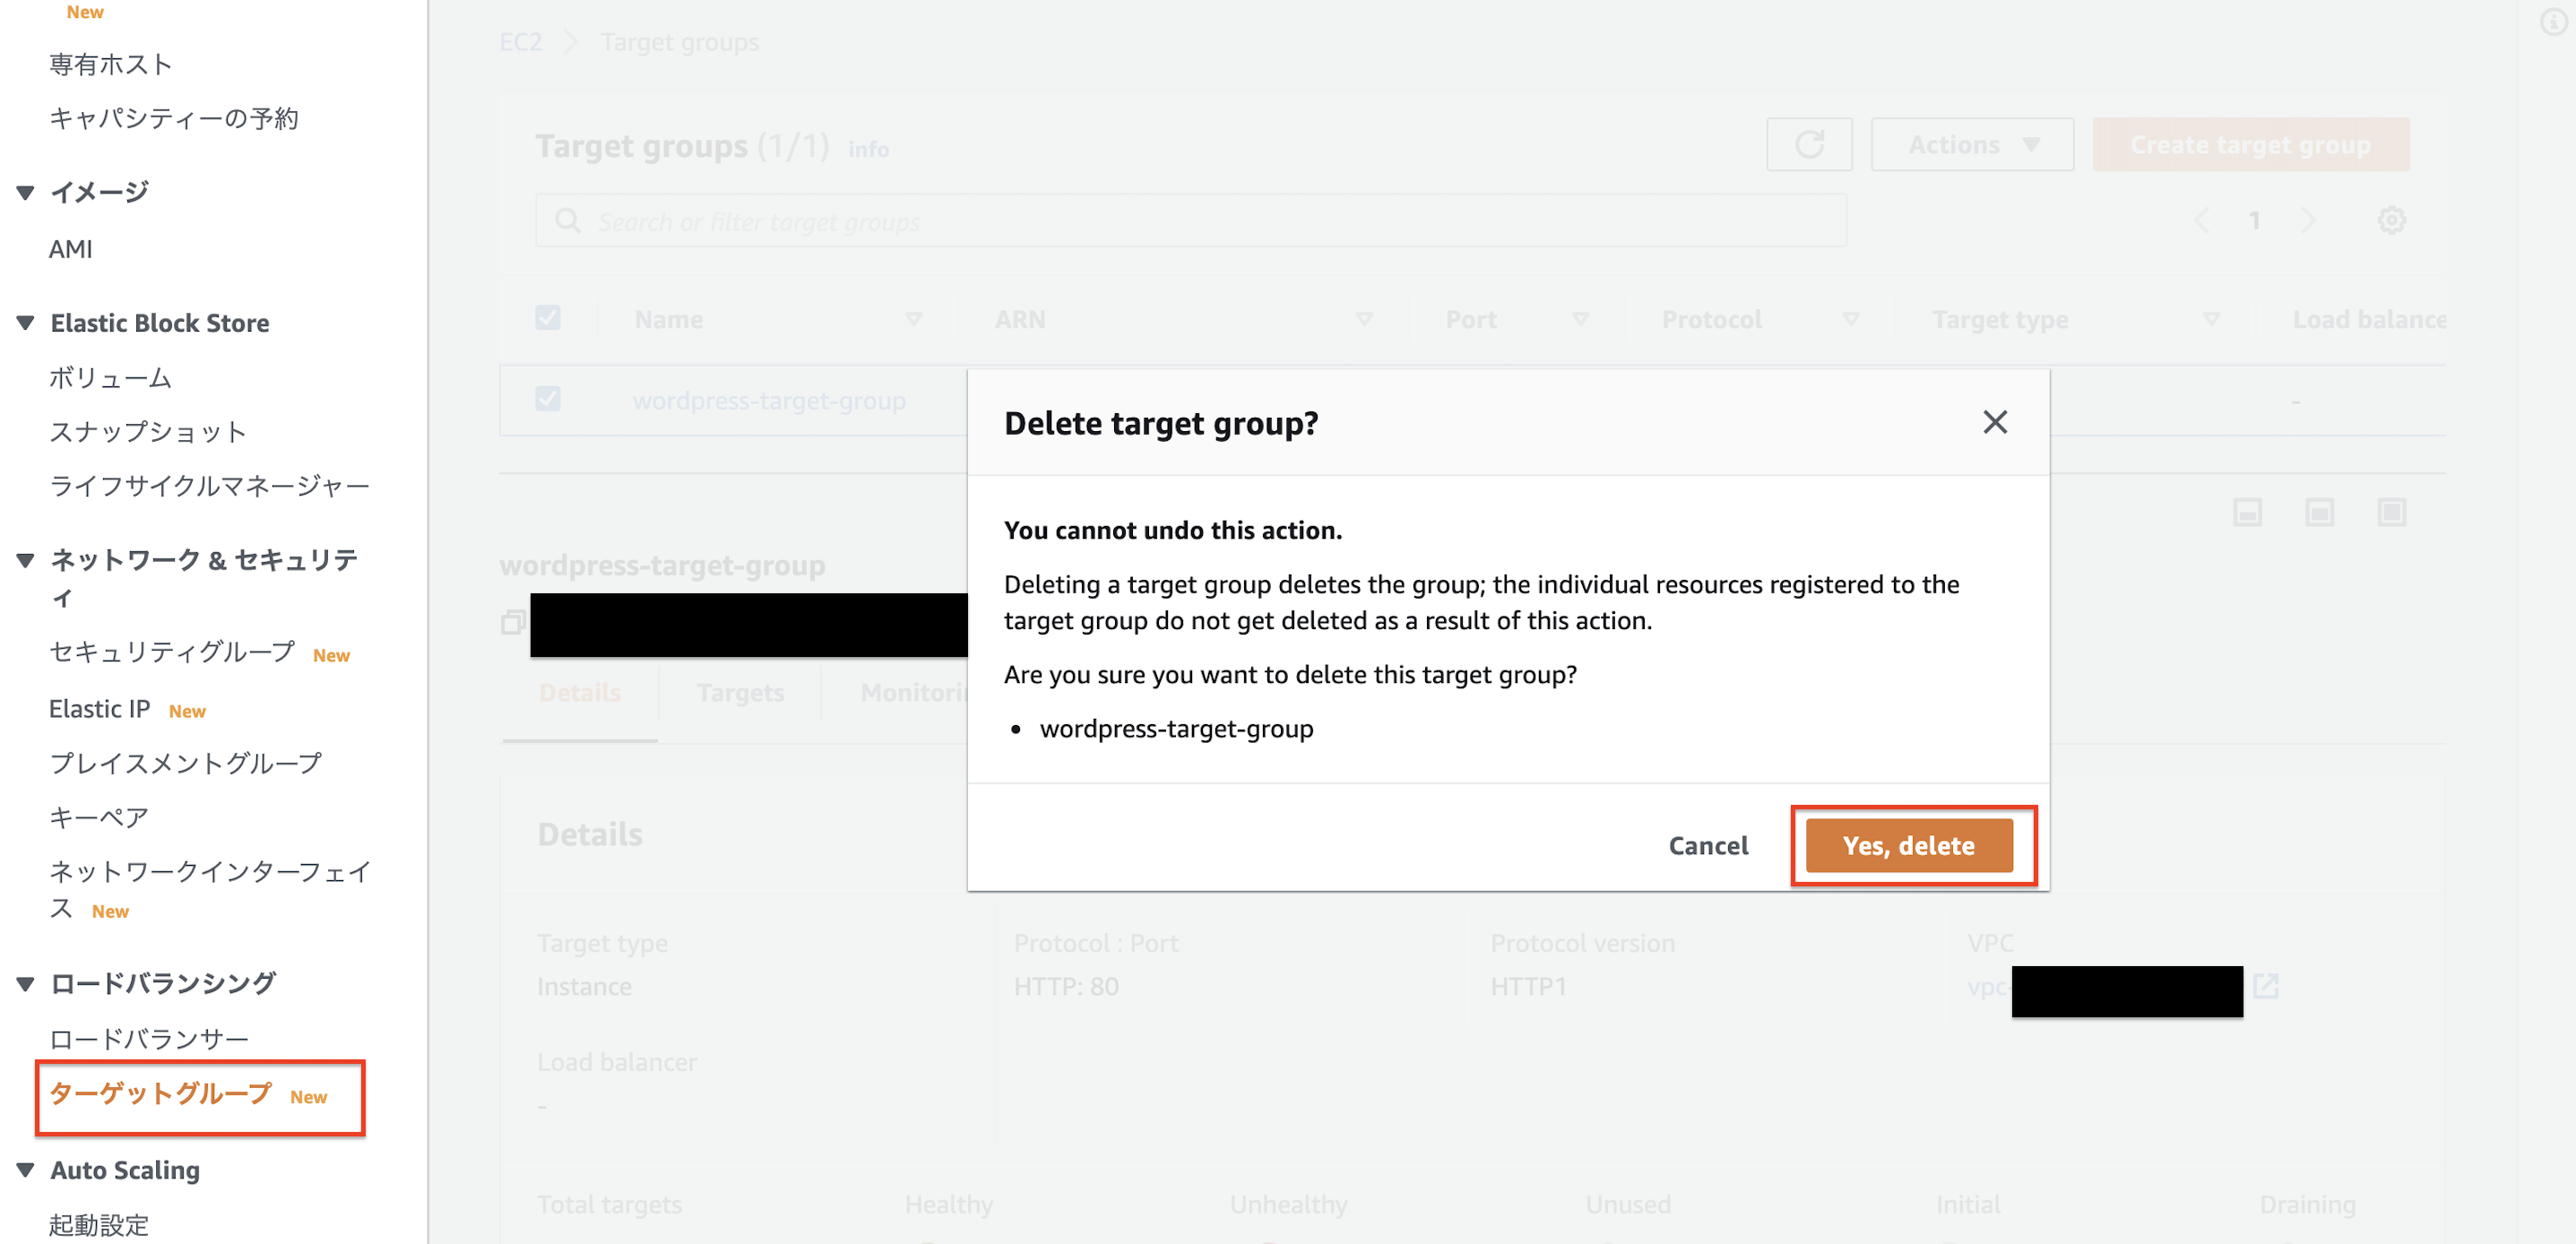 New
専有ホスト
キャパシティーの予約
イメージ
AMI
Elastic Block Store
ボリューム
スナップショット
ライフサイクルマネージャー
ネットワーク & セキュリテ
ィ
セキュリティグループ New
Elastic IP New
プレイスメントグループ
キーペア
ネットワークインターフェイ
ス New
ロードバランシング
ロードバランサー
ターゲットグループ New
Auto Scaling
起動設定
EC2 Target groups
Target groups (1/1) info
Actions
Create target group
Search or filter target groups
1
Name ARN Port Protocol Target type Load balance
wordpress-target-group -
Delete target group?
You cannot undo this action.
Deleting a target group deletes the group; the individual resources registered to the
target group do not get deleted as a result of this action.
Are you sure you want to delete this target group?
• wordpress-target-group
Cancel Yes, delete
wordpress-target-group
Details Targets Monitorin
Details
Target type Protocol : Port Protocol version VPC
Instance HTTP: 80 HTTP1 vpc-
Load balancer
-
Total targets Healthy Unhealthy Unused Initial Draining